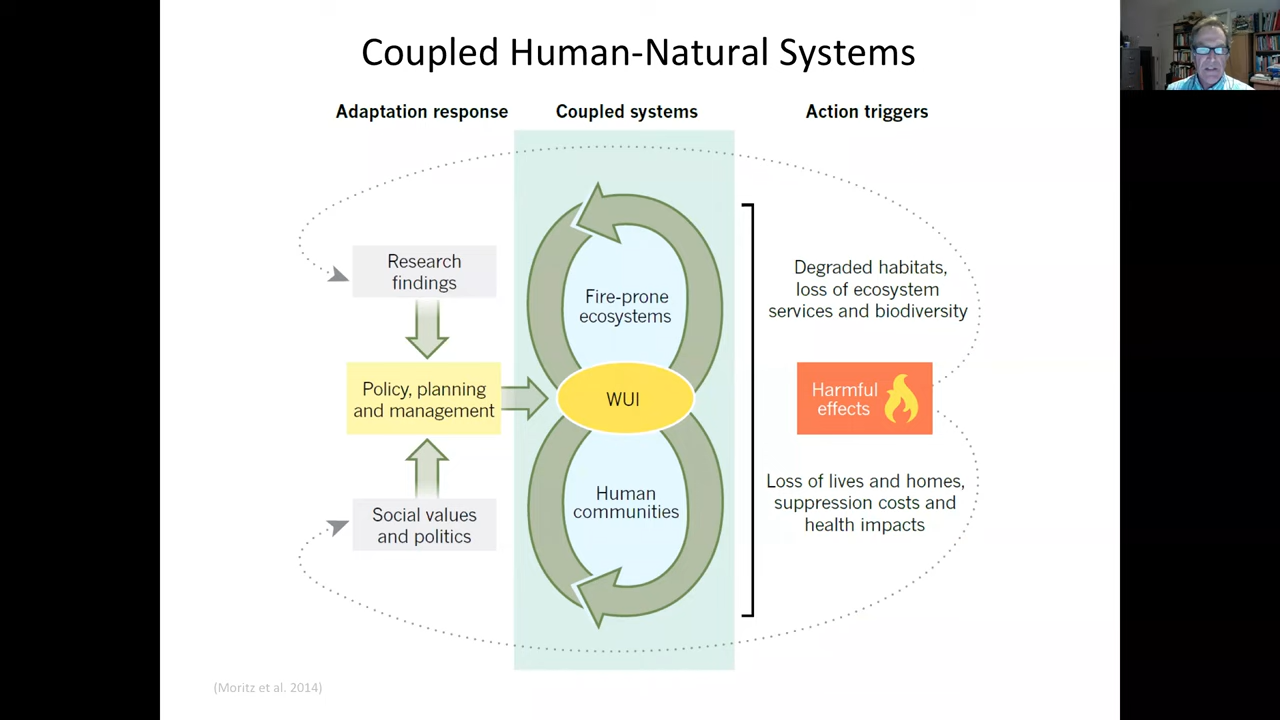 Coupled Human-Natural Systems
Adaptation response
Coupled systems
Action triggers
Research
findings
Policy, planning
and management
Social values
and politics
Fire-prone
ecosystems
WUI
Human
communities
Degraded habitats,
loss of ecosystem
services and biodiversity
Harmful
effects
Loss of lives and homes,
suppression costs and
health impacts
(Moritz et al. 2014)